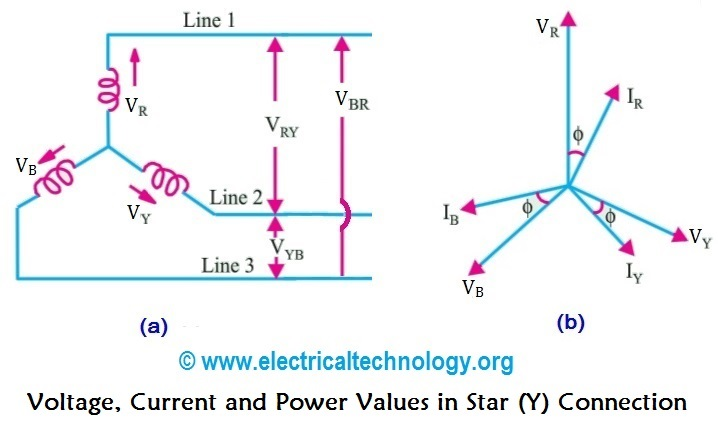 Line 1
V_R
V_RY
V_BR
V_B
V_Y
Line 2
V_YB
Line 3
(a)
V_R
I_R
ϕ
I_B
ϕ
ϕ
V_Y
I_Y
V_B
(b)
© www.electricaltechnology.org
Voltage, Current and Power Values in Star (Y) Connection